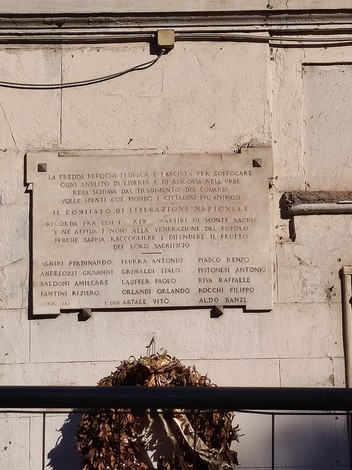 LA FREDDA FEROCIA TEDESCA E FASCISTA PER SOFFOCARE
OGNI ANELITO DI LIBERTÀ E DI RISCOSSA NELL'URBE
RESA SCHIAVA DAL TRADIMENTO DEI CODARDI
VOLLE SPENTI COL PIOMBO I CITTADINI PIÙ ANIMOSI
IL COMITATO DI LIBERAZIONE NAZIONALE
RICORDA FRA ESSI I XIV MARTIRI DI MONTE SACRO
E NE AFFIDA I NOMI ALLA VENERAZIONE DEL POPOLO
PERCHÈ SAPPIA RACCOGLIERE E DIFENDERE IL FRUTTO
DEL LORO SACRIFICIO
AGNINI FERDINANDO FIURRA ANTONIO PIASCO RENZO
ANDREOZZI GIOVANNI GRIMALDI ITALO PISTONESI ANTONIO
BALDONI AMILCARE LAUFFER PAOLO RIVA RAFFAELE
FANTINI RIZIERO ORLANDI ORLANDO ROCCHI FILIPPO
ARTALE VITO ALDO BANZI